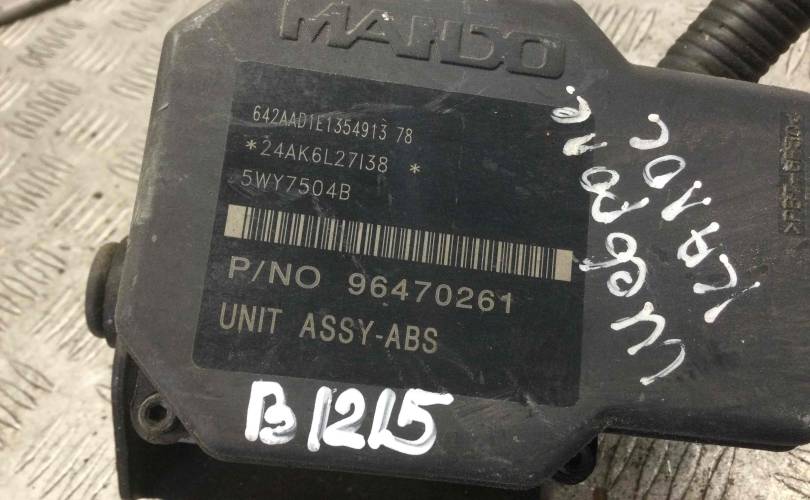 MANDO
642AAD1E1354913 78
*24AK6L27I38 *
5WY7504B
P/NO 96470261
UNIT ASSY-ABS
B1215